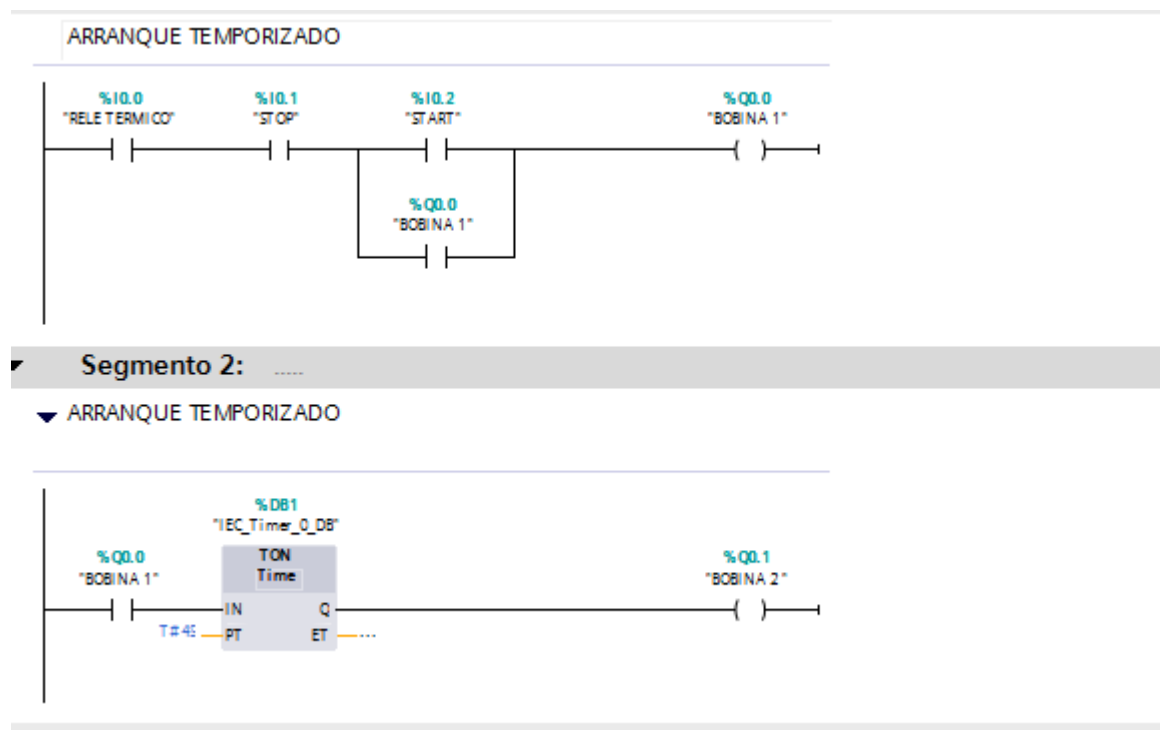 ARRANQUE TEMPORIZADO
%I0.0 %I0.1 %I0.2 %Q0.0
"RELE TERMICO" "STOP" "START" "BOBINA 1"
%Q0.0
"BOBINA 1"
Segmento 2: .....
ARRANQUE TEMPORIZADO
%DB1
"IEC_Timer_0_DB"
%Q0.0 TON %Q0.1
"BOBINA 1" Time "BOBINA 2"
IN Q
PT ET ...